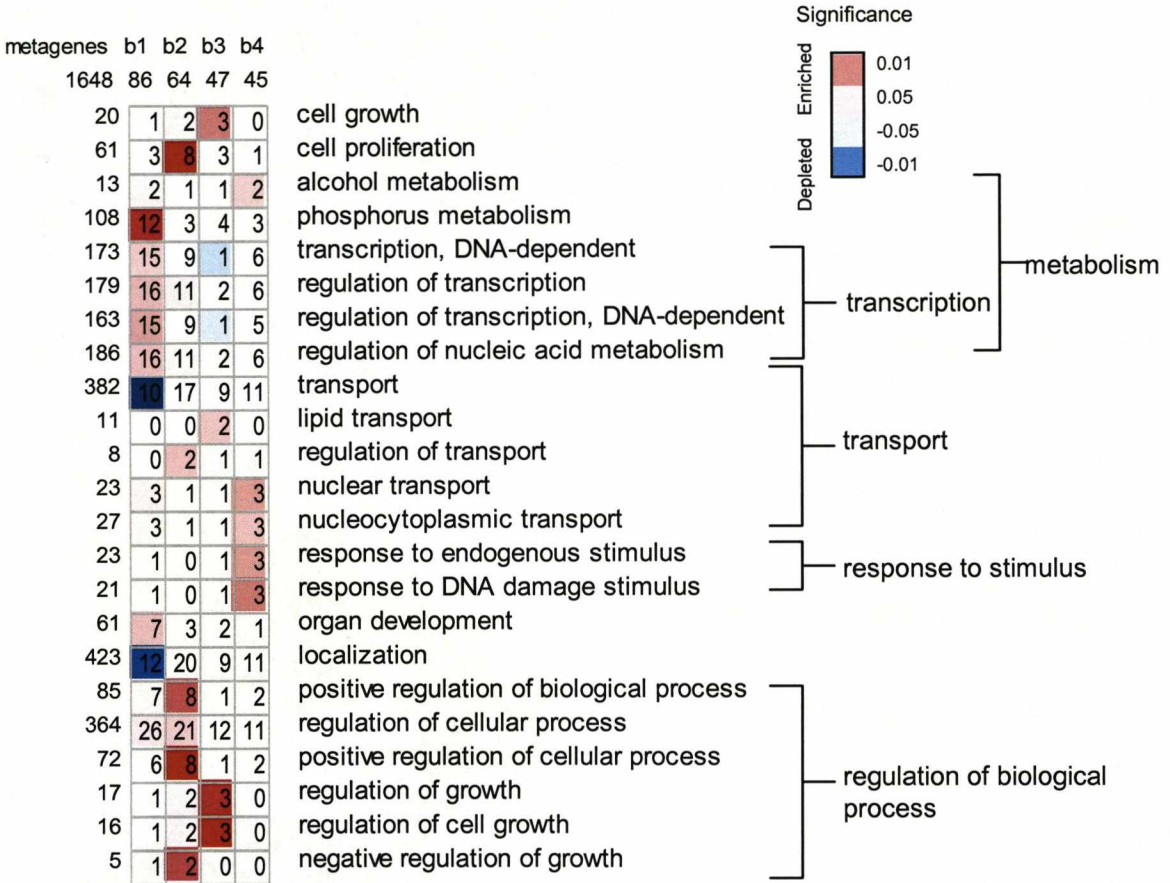 Significance
metagenes b1 b2 b3 b4
1648 86 64 47 45
Enriched
Depleted
0.01
0.05
-0.05
-0.01
20 1 2 3 0 cell growth
61 3 8 3 1 cell proliferation
13 2 1 1 2 alcohol metabolism
108 12 3 4 3 phosphorus metabolism
173 15 9 1 6 transcription, DNA-dependent
179 16 11 2 6 regulation of transcription
163 15 9 1 5 regulation of transcription, DNA-dependent
186 16 11 2 6 regulation of nucleic acid metabolism
382 10 17 9 11 transport
11 0 0 2 0 lipid transport
8 0 2 1 1 regulation of transport
23 3 1 1 3 nuclear transport
27 3 1 1 3 nucleocytoplasmic transport
23 1 0 1 3 response to endogenous stimulus
21 1 0 1 3 response to DNA damage stimulus
61 7 3 2 1 organ development
423 12 20 9 11 localization
85 7 8 1 2 positive regulation of biological process
364 26 21 12 11 regulation of cellular process
72 6 8 1 2 positive regulation of cellular process
17 1 2 3 0 regulation of growth
16 1 2 3 0 regulation of cell growth
5 1 2 0 0 negative regulation of growth
metabolism
transcription
transport
response to stimulus
regulation of biological
process